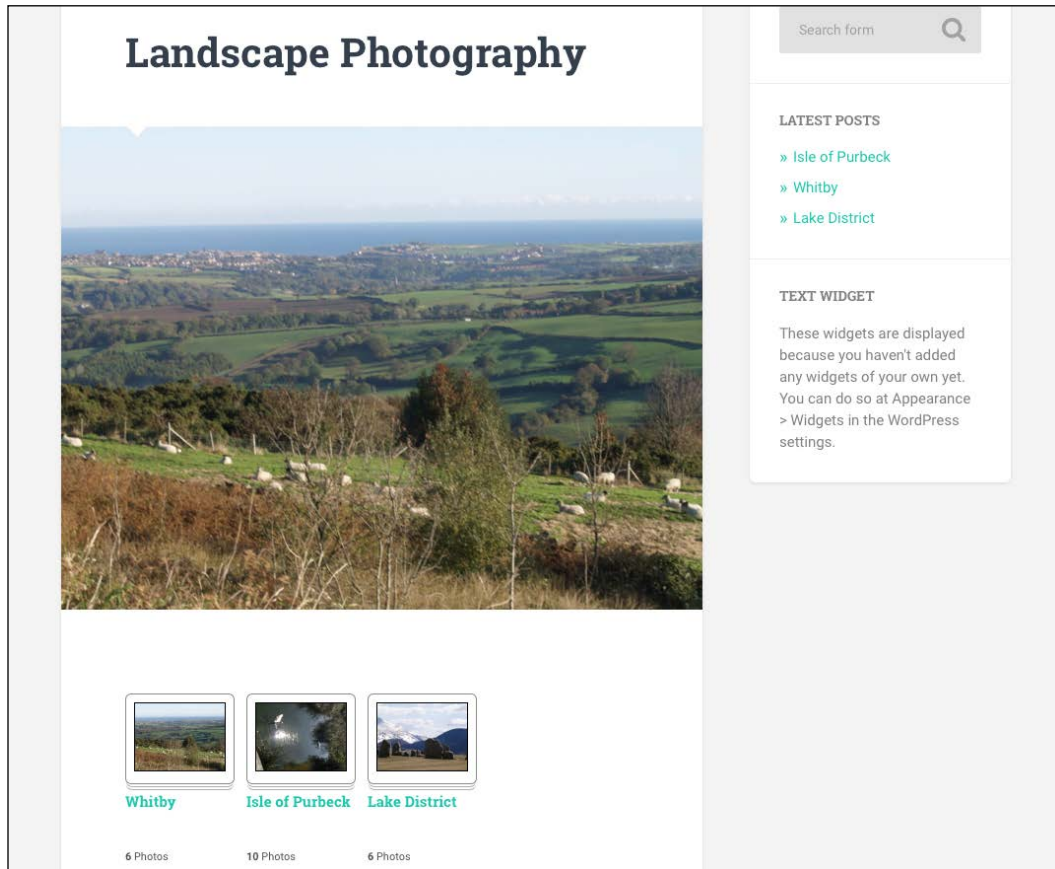 Landscape Photography
Whitby
Isle of Purbeck
Lake District
6 Photos
10 Photos
6 Photos
Search form
LATEST POSTS
» Isle of Purbeck
» Whitby
» Lake District
TEXT WIDGET
These widgets are displayed
because you haven't added
any widgets of your own yet.
You can do so at Appearance
> Widgets in the WordPress
settings.